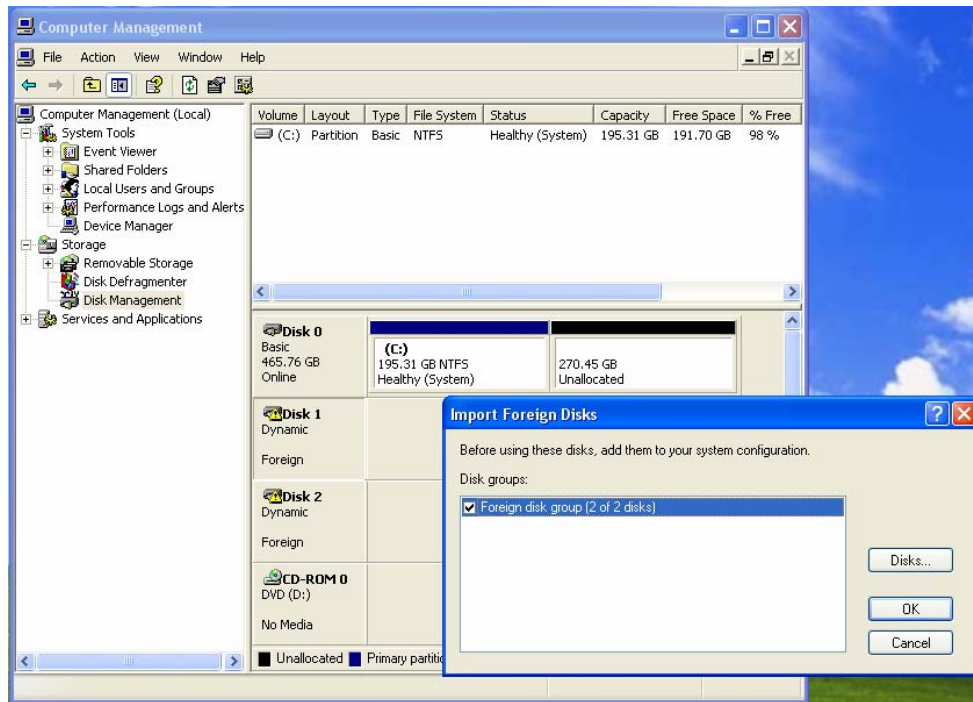 Computer Management
File Action View Window Help
Computer Management (Local)
System Tools
Event Viewer
Shared Folders
Local Users and Groups
Performance Logs and Alerts
Device Manager
Storage
Removable Storage
Disk Defragmenter
Disk Management
Services and Applications
Volume Layout Type File System Status Capacity Free Space % Free
(C:) Partition Basic NTFS Healthy (System) 195.31 GB 191.70 GB 98 %
Disk 0
Basic
465.76 GB
Online
(C:)
195.31 GB NTFS
Healthy (System)
270.45 GB
Unallocated
Disk 1
Dynamic
Foreign
Disk 2
Dynamic
Foreign
CD-ROM 0
DVD (D:)
No Media
Unallocated Primary partitic
Import Foreign Disks
Before using these disks, add them to your system configuration.
Disk groups:
Foreign disk group (2 of 2 disks)
Disks...
OK
Cancel